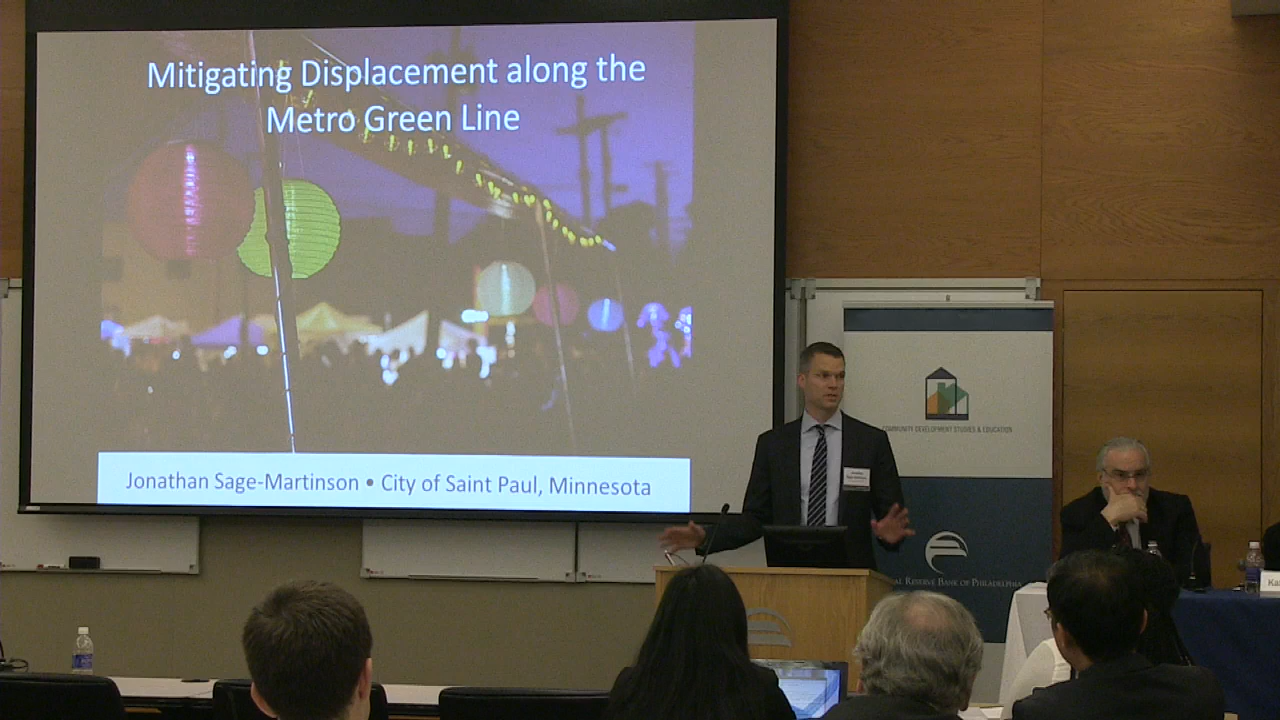 Mitigating Displacement along the
Metro Green Line
Jonathan Sage-Martinson • City of Saint Paul, Minnesota
COMMUNITY DEVELOPMENT STUDIES & EDUCATION
RESERVE BANK OF PHILADELPHIA